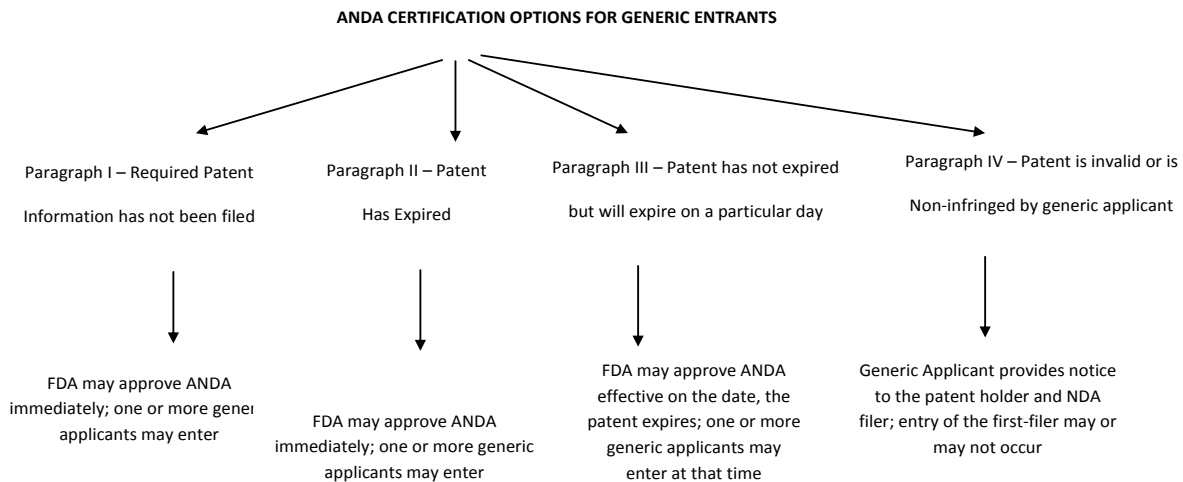 ANDA CERTIFICATION OPTIONS FOR GENERIC ENTRANTS
Paragraph I – Required Patent
Information has not been filed
Paragraph II – Patent
Has Expired
Paragraph III – Patent has not expired
but will expire on a particular day
Paragraph IV – Patent is invalid or is
Non-infringed by generic applicant
FDA may approve ANDA
immediately; one or more gener
applicants may enter
FDA may approve ANDA
immediately; one or more generic
applicants may enter
FDA may approve ANDA
effective on the date, the
patent expires; one or more
generic applicants may
enter at that time
Generic Applicant provides notice
to the patent holder and NDA
filer; entry of the first-filer may or
may not occur